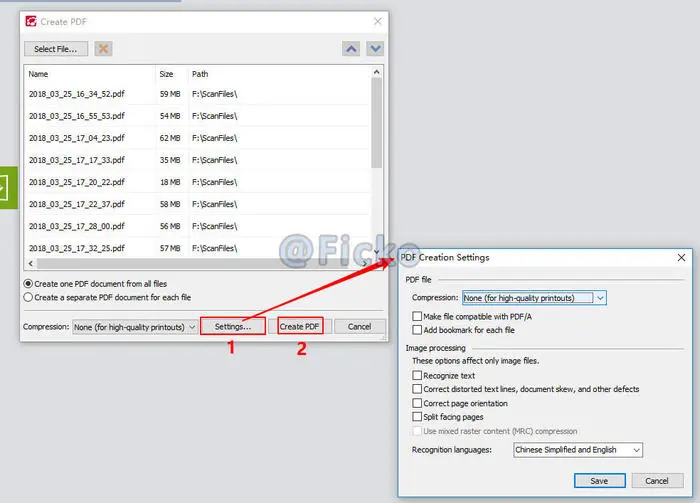 Create PDF
Select File...
Name Size Path
2018_03_25_16_34_52.pdf 59 MB F:\ScanFiles\
2018_03_25_16_55_53.pdf 54 MB F:\ScanFiles\
2018_03_25_17_04_23.pdf 62 MB F:\ScanFiles\
2018_03_25_17_17_33.pdf 35 MB F:\ScanFiles\
2018_03_25_17_20_22.pdf 18 MB F:\ScanFiles\
2018_03_25_17_22_37.pdf 58 MB F:\ScanFiles\
2018_03_25_17_28_00.pdf 56 MB F:\ScanFiles\
2018_03_25_17_32_25.pdf 57 MB F:\ScanFiles\
@Ficko
Create one PDF document from all files
Create a separate PDF document for each file
Compression: None (for high-quality printouts) Settings... Create PDF Cancel
1 2
PDF Creation Settings
PDF file
Compression: None (for high-quality printouts)
Make file compatible with PDF/A
Add bookmark for each file
Image processing
These options affect only image files.
Recognize text
Correct distorted text lines, document skew, and other defects
Correct page orientation
Split facing pages
Use mixed raster content (MRC) compression
Recognition languages: Chinese Simplified and English
Save Cancel